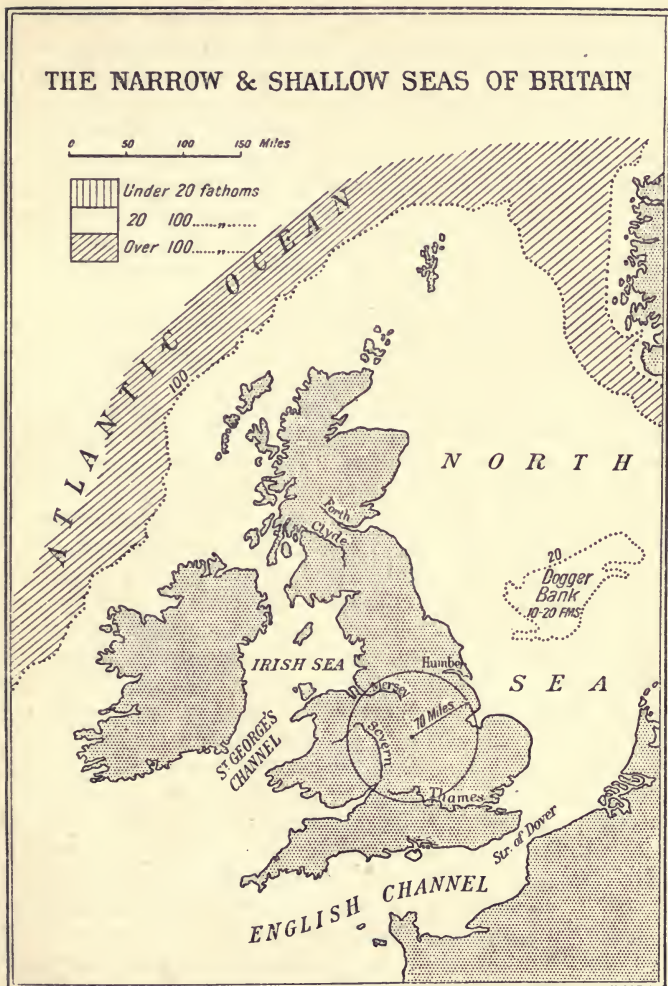 THE NARROW & SHALLOW SEAS OF BRITAIN
0 50 100 150 Miles
Under 20 fathoms
20 100.......„.......
Over 100.......„.......
ATLANTIC OCEAN
100
NORTH
SEA
Forth
Clyde
20
Dogger
Bank
10-20 FMS
IRISH SEA
Humber
Mersey
70 Miles
Severn
ST GEORGE'S
CHANNEL
Thames
Str. of Dover
ENGLISH CHANNEL